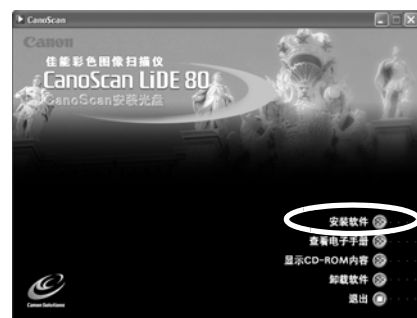 CanoScan
Canon
佳能彩色图像扫描仪
CanoScan LiDE 80
CanoScan安装光盘
安装软件
查看电子手册
显示CD-ROM内容
卸载软件
退出
Canon Solutions